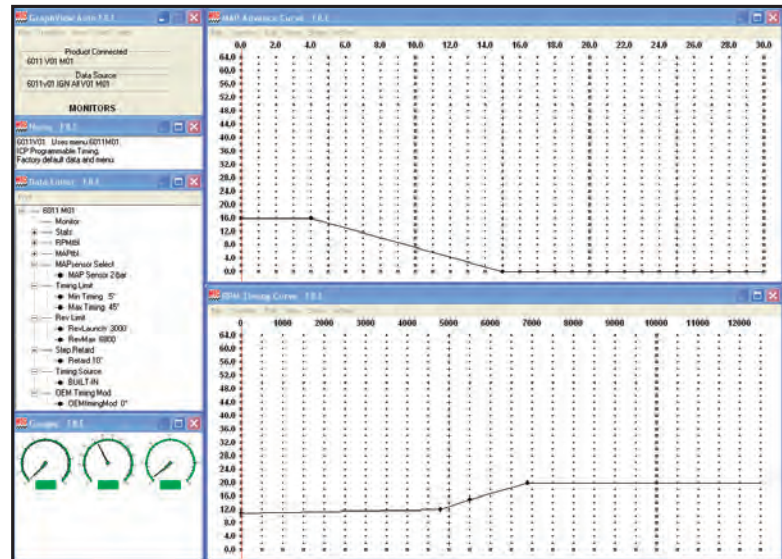 GraphView Auto
Product Connected
6011 V01 M01
Data Source
6011v01 IGN All V01 M01
MONITORS
6011V01 Uses menu 6011M01
ICP Programmable Timing.
Factory default data and menu
6011 M01
Monitor
Stats
RPMtbl
MAPtbl
MAPsensor Select
MAP Sensor 2bar
Timing Limit
Min Timing 5°
Max Timing 45°
Rev Limit
RevLaunch 3000
RevMax 6800
Step Retard
Retard 10°
Timing Source
BUILT-IN
OEM Timing Mod
OEMtimingMod 0°
Gauges
MAP Advance Curve
0.0 2.0 4.0 6.0 8.0 10.0 12.0 14.0 16.0 18.0 20.0 22.0 24.0 26.0 28.0 30.0
64.0
60.0
56.0
52.0
48.0
44.0
40.0
36.0
32.0
28.0
24.0
20.0
16.0
12.0
8.0
4.0
0.0
RPM Timing Curve
0 1000 2000 3000 4000 5000 6000 7000 8000 9000 10000 11000 12000
64.0
60.0
56.0
52.0
48.0
44.0
40.0
36.0
32.0
28.0
24.0
20.0
16.0
12.0
8.0
4.0
0.0